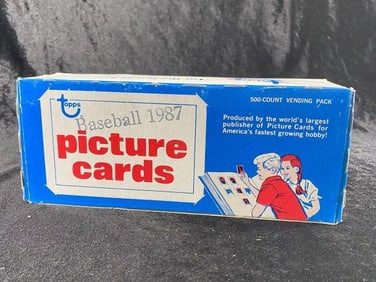 topps
Baseball 1987
picture
cards
500-COUNT VENDING PACK
Produced by the world's largest
publisher of Picture Cards for
America's fastest growing hobby!